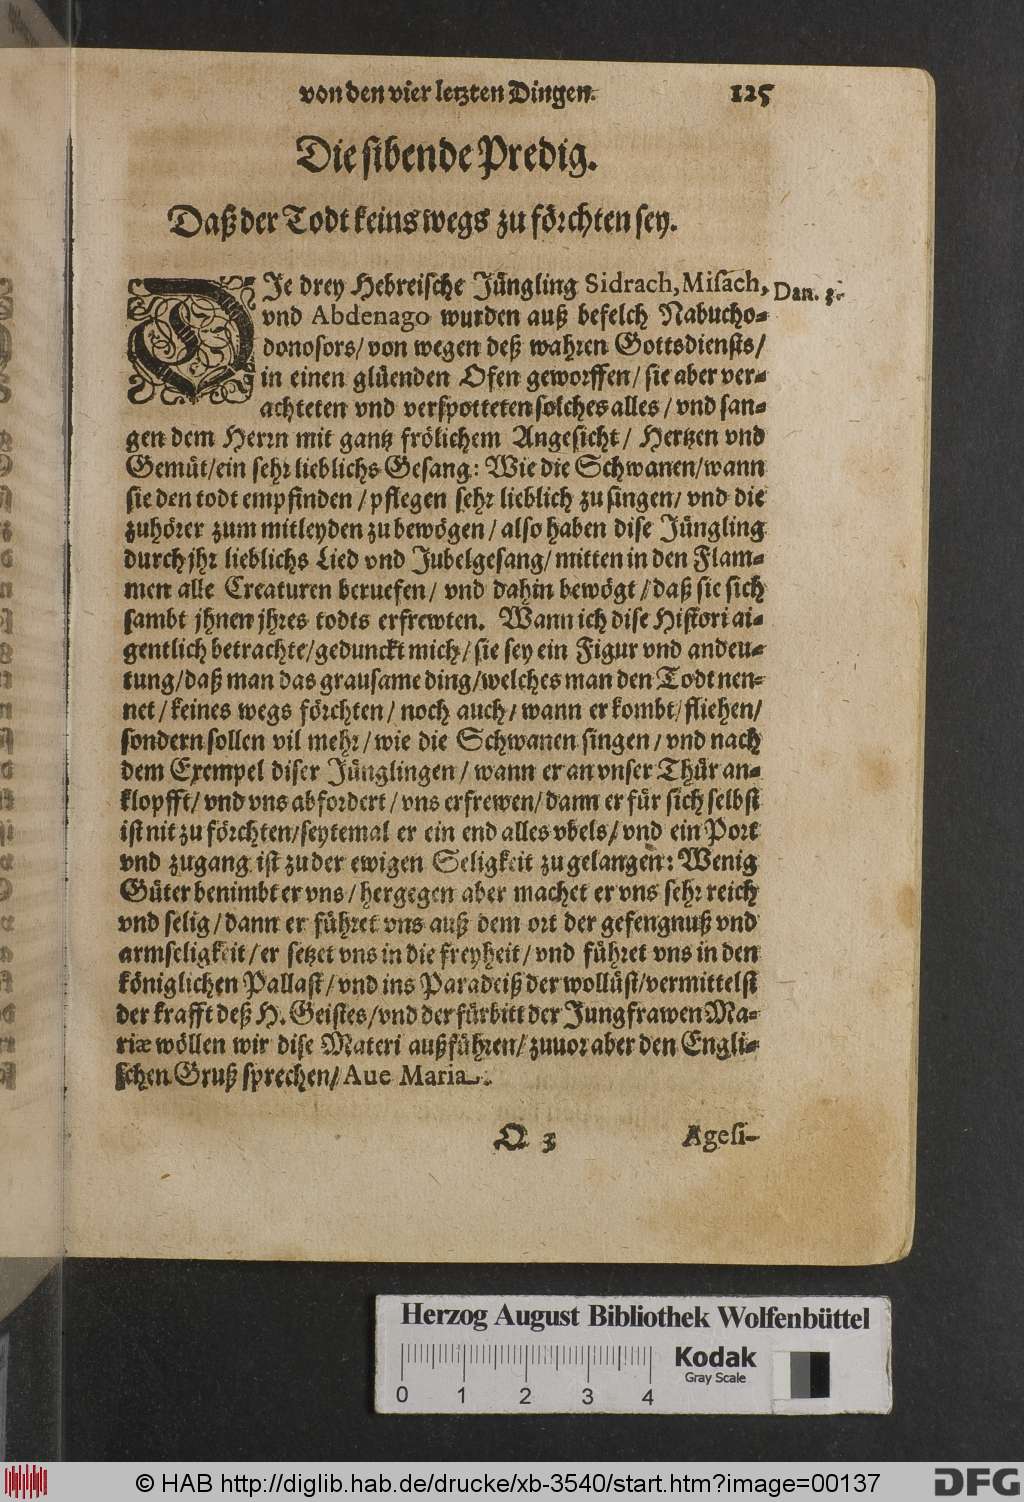 von den vier letzten Dingen. 125
Die sibende Predig.
Daß der Todt keins wegs zu förchten sey.
DIe drey Hebreische Jüngling Sidrach, Misach, Dan. 3.
vnd Abdenago wurden auß befelch Nabucho-
donosors/ von wegen deß wahren Gottsdiensts/
in einen glüenden Ofen geworffen/ sie aber ver-
achteten vnd verspotteten solches alles/ vnd san-
gen dem Herrn mit gantz frölichem Angesicht/ Hertzen vnd
Gemüt/ ein sehr lieblichs Gesang: Wie die Schwanen/ wann
sie den todt empfinden/ pflegen sehr lieblich zu singen/ vnd die
zuhörer zum mitleyden zu bewögen/ also haben dise Jüngling
durch jhr lieblichs Lied vnd Jubelgesang/ mitten in den Flam-
men alle Creaturen beruefen/ vnd dahin bewögt/ daß sie sich
sambt jhnen jhres todts erfrewten. Wann ich dise Histori ai-
gentlich betrachte/ gedunckt mich/ sie sey ein Figur vnd andeu-
tung/ daß man das grausame ding/ welches man den Todt nen-
net/ keines wegs förchten/ noch auch/ wann er kombt/ fliehen/
sondern sollen vil mehr/ wie die Schwanen singen/ vnd nach
dem Exempel diser Jünglingen/ wann er an vnser Thür an-
klopfft/ vnd vns abfordert/ vns erfrewen/ dann er für sich selbst
ist nit zu förchten/ seytemal er ein end alles vbels/ vnd ein Port
vnd zugang ist zu der ewigen Seligkeit zu gelangen: Wenig
Güter benimbt er vns/ hergegen aber machet er vns sehr reich
vnd selig/ dann er führet vns auß dem ort der gefengnuß vnd
armseligkeit/ er setzet vns in die freyheit/ vnd führet vns in den
königlichen Pallast/ vnd ins Paradeiß der wollüst/ vermittelst
der krafft deß H. Geistes/ vnd der fürbitt der Jungfrawen Ma-
riæ wöllen wir dise Materi außführen/ zuuor aber den Engli-
schen Gruß sprechen/ Aue Maria.
Q 3 Agesi-
Herzog August Bibliothek Wolfenbüttel
Kodak
Gray Scale
0 1 2 3 4
© HAB http://diglib.hab.de/drucke/xb-3540/start.htm?image=00137
DFG